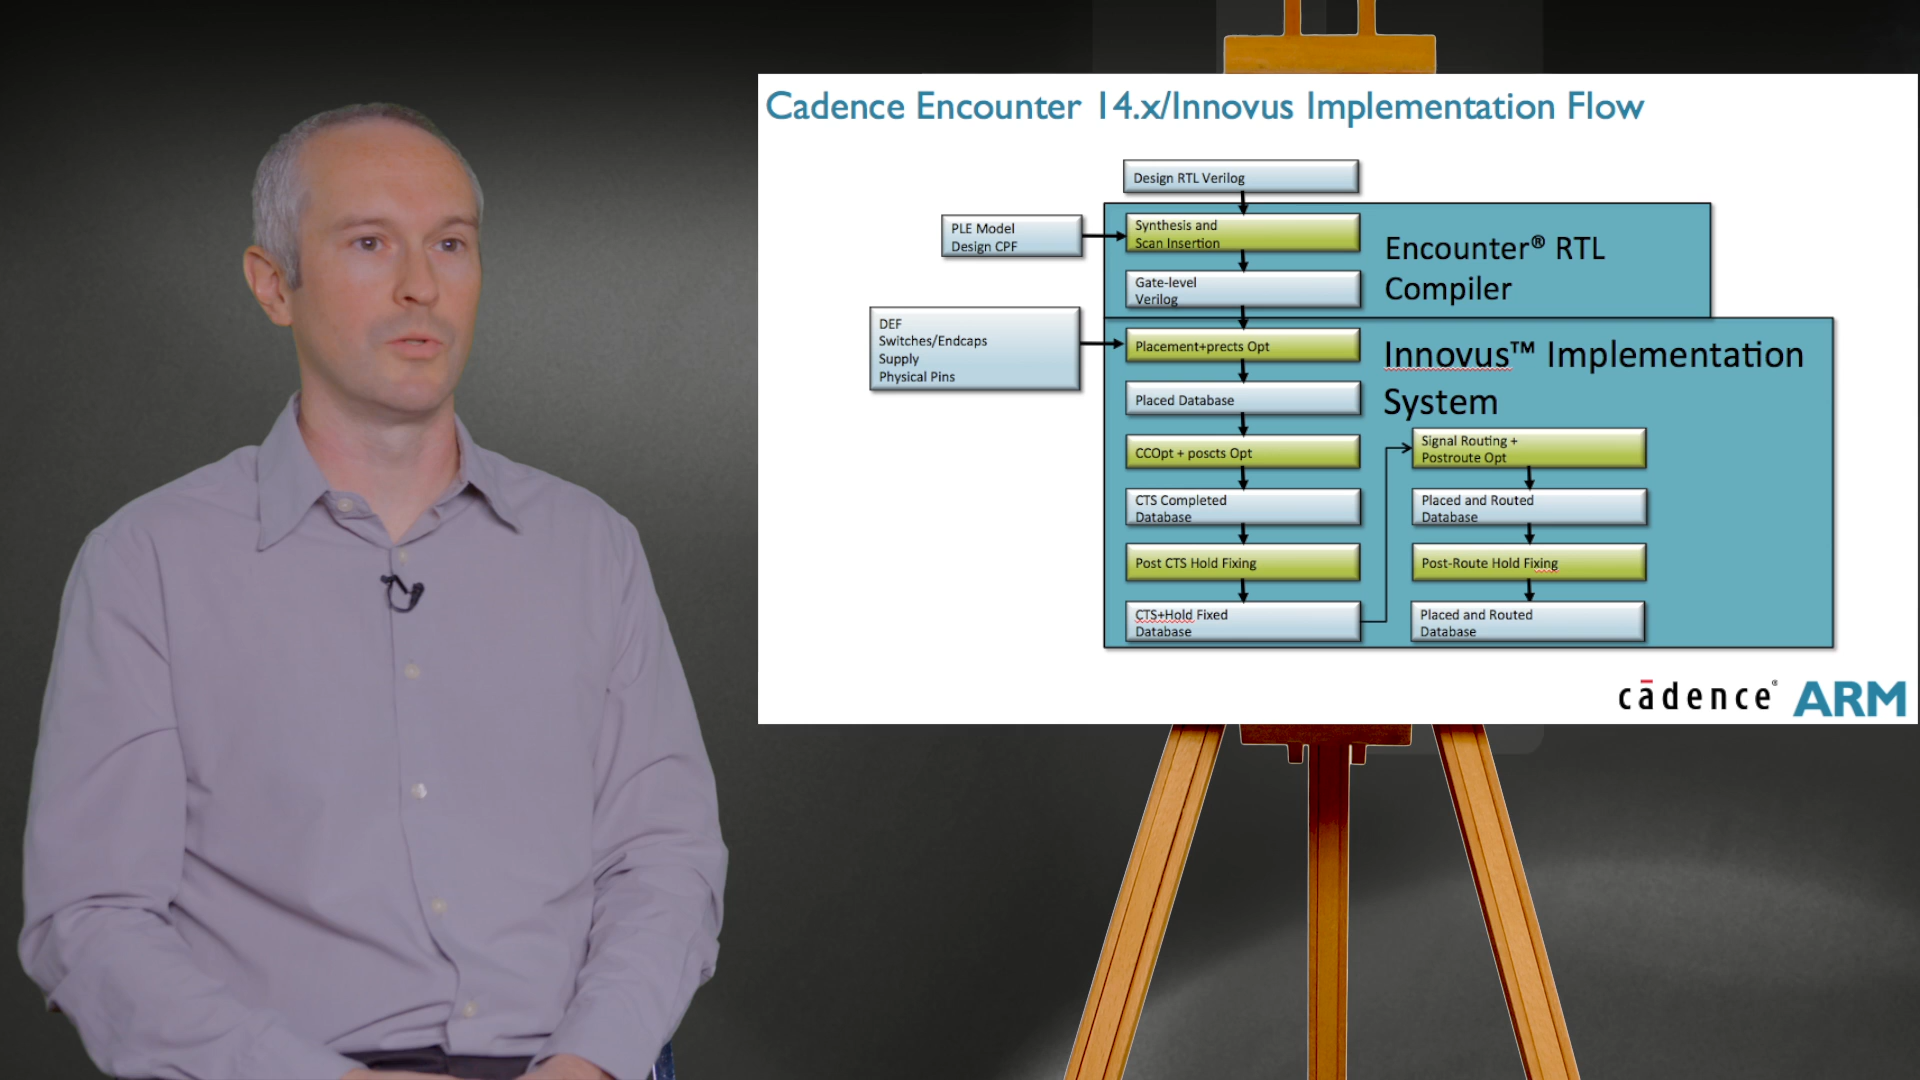 Cadence Encounter 14.x/Innovus Implementation Flow
Design RTL Verilog
PLE Model
Design CPF
Synthesis and
Scan Insertion
Encounter® RTL
Compiler
Gate-level
Verilog
DEF
Switches/Endcaps
Supply
Physical Pins
Placement+prects Opt
Innovus™ Implementation
System
Placed Database
CCOpt + poscts Opt
CTS Completed
Database
Post CTS Hold Fixing
CTS+Hold Fixed
Database
Signal Routing +
Postroute Opt
Placed and Routed
Database
Post-Route Hold Fixing
Placed and Routed
Database
cādence® ARM